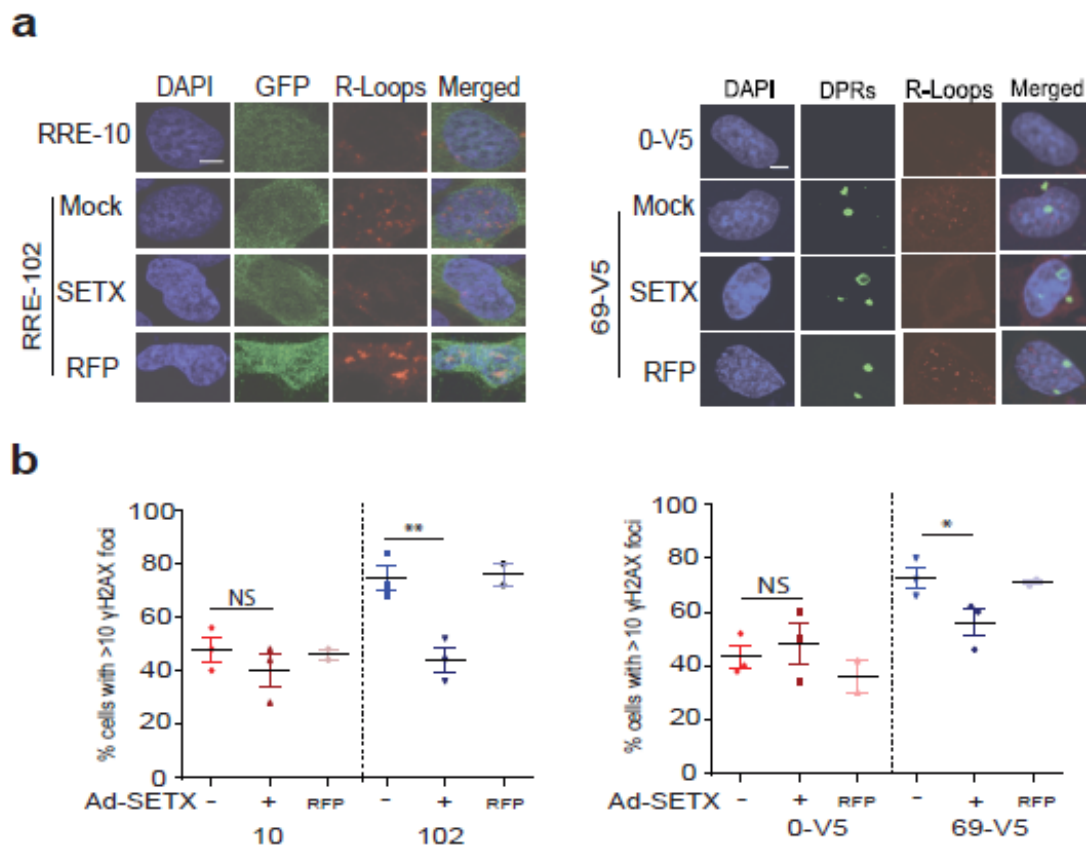 a
DAPI GFP R-Loops Merged
RRE-10
Mock
SETX
RFP
RRE-102
DAPI DPRs R-Loops Merged
0-V5
Mock
SETX
RFP
69-V5
b
% cells with >10 γH2AX foci
100
80
60
40
20
0
NS
**
Ad-SETX - + RFP - + RFP
10 102
% cells with >10 γH2AX foci
100
80
60
40
20
0
NS
*
Ad-SETX - + RFP - + RFP
0-V5 69-V5